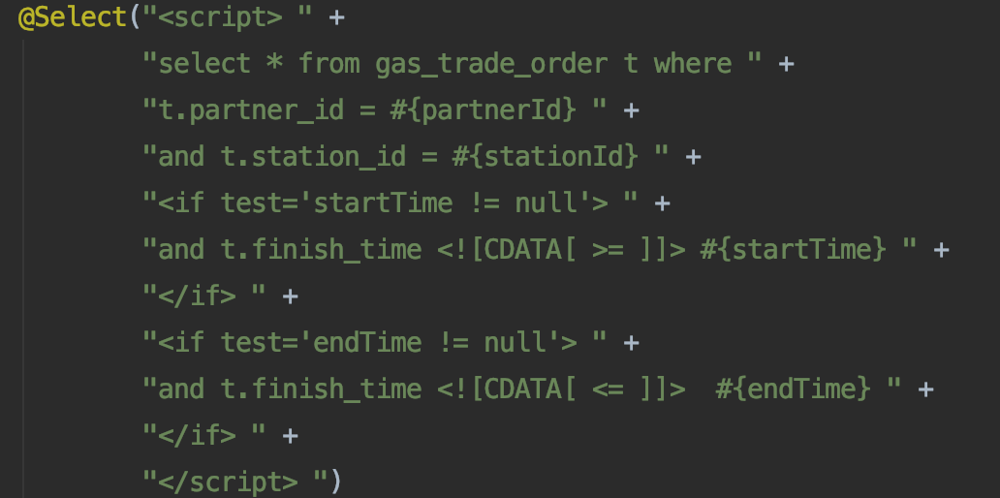 @Select("<script> " +
"select * from gas_trade_order t where " +
"t.partner_id = #{partnerId} " +
"and t.station_id = #{stationId} " +
"<if test='startTime != null'> " +
"and t.finish_time <![CDATA[ >= ]]> #{startTime} " +
"</if> " +
"<if test='endTime != null'> " +
"and t.finish_time <![CDATA[ <= ]]>  #{endTime} " +
"</if> " +
"</script> ")